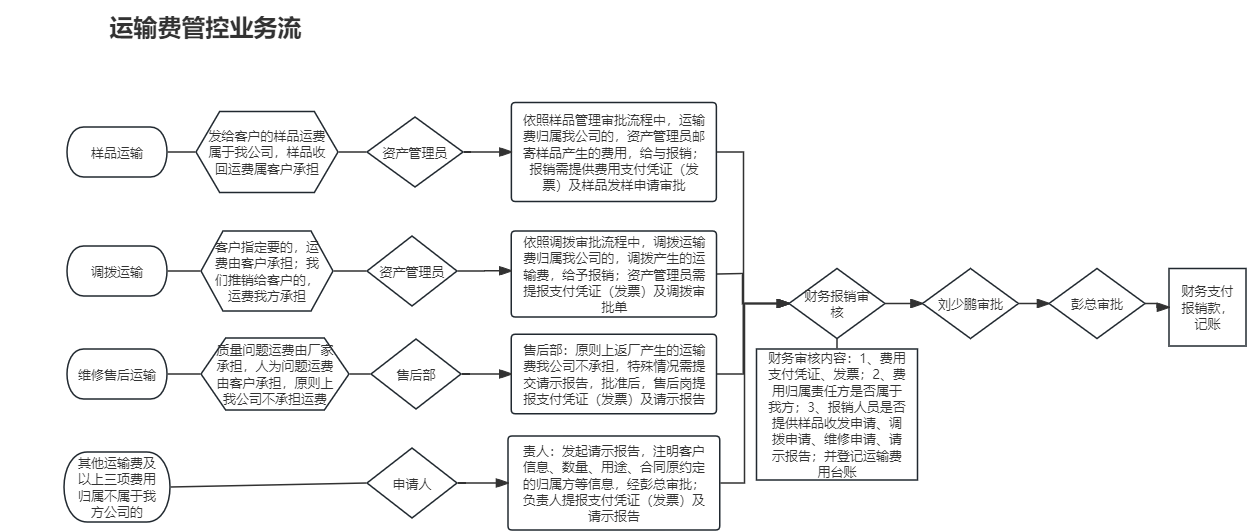 运输费管控业务流
样品运输
发给客户的样品运费
属于我公司，样品收
回运费属客户承担
资产管理员
依照样品管理审批流程中，运输
费归属我公司的，资产管理员邮
寄样品产生的费用，给与报销；
报销需提供费用支付凭证（发
票）及样品发样申请审批
调拨运输
客户指定要的，运
费由客户承担；我
们推销给客户的，
运费我方承担
资产管理员
依照调拨审批流程中，调拨运输
费归属我公司的，调拨产生的运
输费，给予报销；资产管理员需
提报支付凭证（发票）及调拨审
批单
维修售后运输
质量问题运费由厂家
承担，人为问题运费
由客户承担，原则上
我公司不承担运费
售后部
售后部：原则上返厂产生的运输
费我公司不承担，特殊情况需提
交请示报告，批准后，售后岗提
报支付凭证（发票）及请示报告
其他运输费及
以上三项费用
归属不属于我
方公司的
申请人
责人：发起请示报告，注明客户
信息、数量、用途、合同原约定
的归属方等信息，经彭总审批；
负责人提报支付凭证（发票）及
请示报告
财务报销审
核
财务审核内容：1、费用
支付凭证、发票；2、费
用归属责任方是否属于
我方；3、报销人员是否
提供样品收发申请、调
拨申请、维修申请、请
示报告；并登记运输费
用台账
刘少鹏审批
彭总审批
财务支付
报销款，
记账